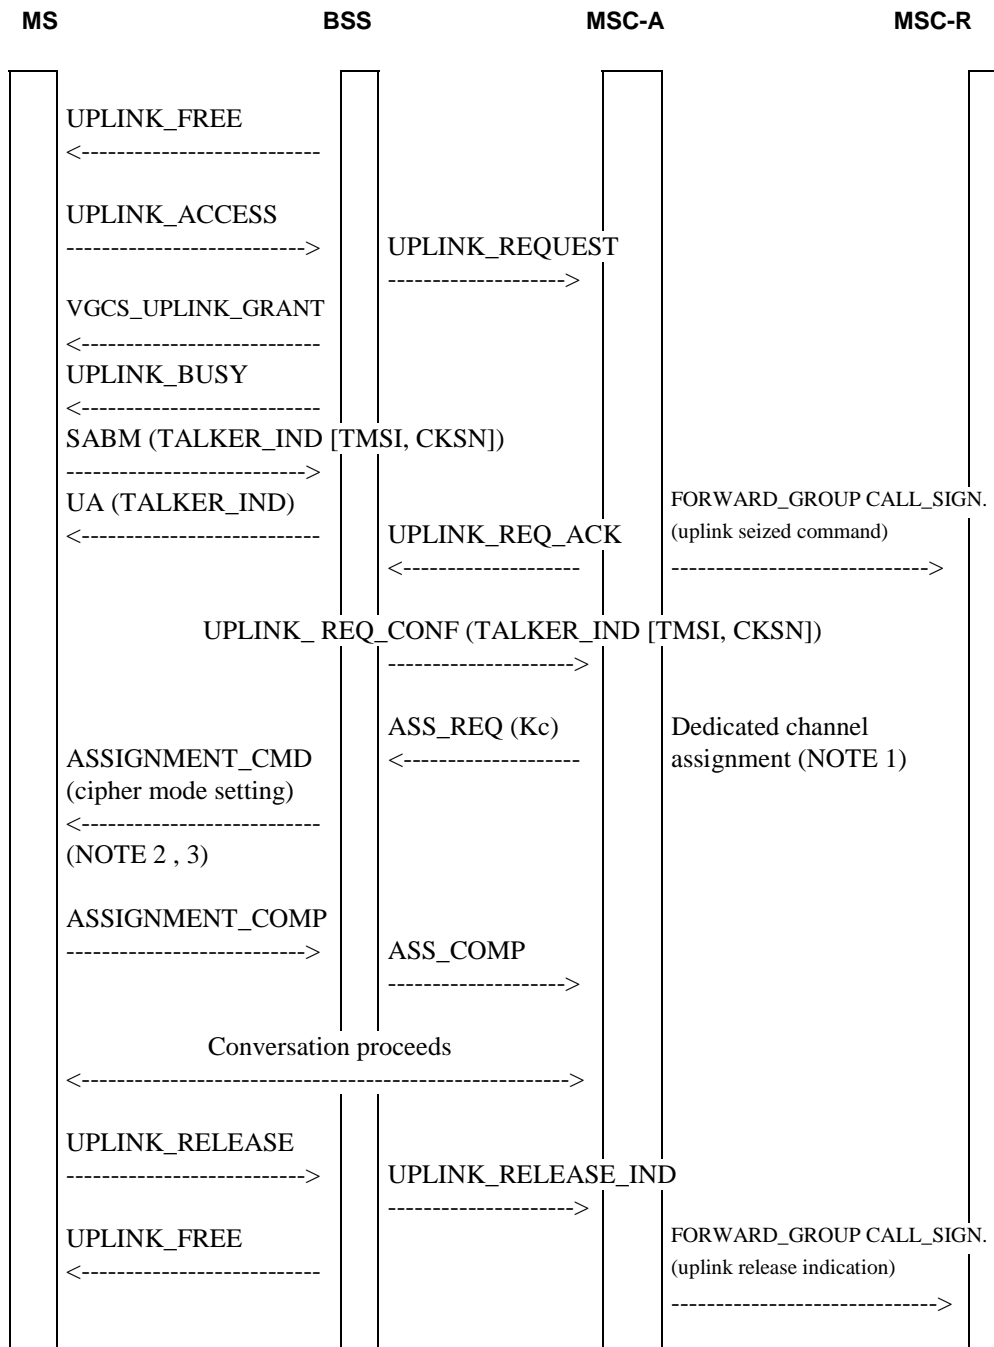 MS BSS MSC-A MSC-R
UPLINK_FREE
<---------------------------
UPLINK_ACCESS
--------------------------->
UPLINK_REQUEST
-------------------->
VGCS_UPLINK_GRANT
<---------------------------
UPLINK_BUSY
<---------------------------
SABM (TALKER_IND [TMSI, CKSN])
--------------------------->
UA (TALKER_IND)
<---------------------------
FORWARD_GROUP CALL_SIGN.
(uplink seized command)
----------------------------->
UPLINK_REQ_ACK
<--------------------
UPLINK_ REQ_CONF (TALKER_IND [TMSI, CKSN])
--------------------->
ASS_REQ (Kc)
<--------------------
Dedicated channel
assignment (NOTE 1)
ASSIGNMENT_CMD
(cipher mode setting)
<---------------------------
(NOTE 2 , 3)
ASSIGNMENT_COMP
--------------------------->
ASS_COMP
-------------------->
Conversation proceeds
<------------------------------------------------------->
UPLINK_RELEASE
--------------------------->
UPLINK_RELEASE_IND
--------------------->
UPLINK_FREE
<---------------------------
FORWARD_GROUP CALL_SIGN.
(uplink release indication)
------------------------------>